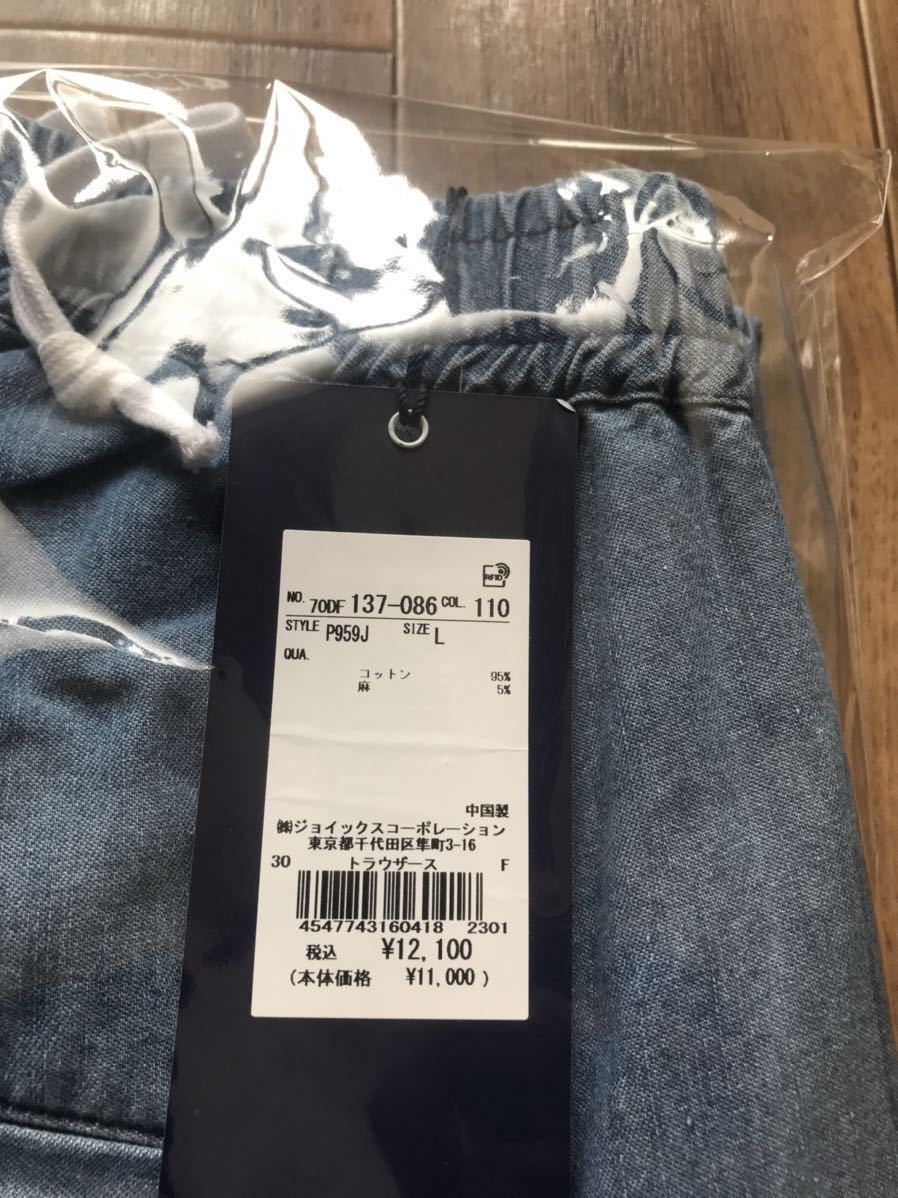 RFID
NO. 70DF 137-086 COL. 110
STYLE P959J SIZE L
QUA.
コットン 95%
麻 5%
中国製
㈱ジョイックスコーポレーション
東京都千代田区隼町3-16
30 トラウザース F
4547743160418 2301
税込 ¥12,100
(本体価格 ¥11,000 )